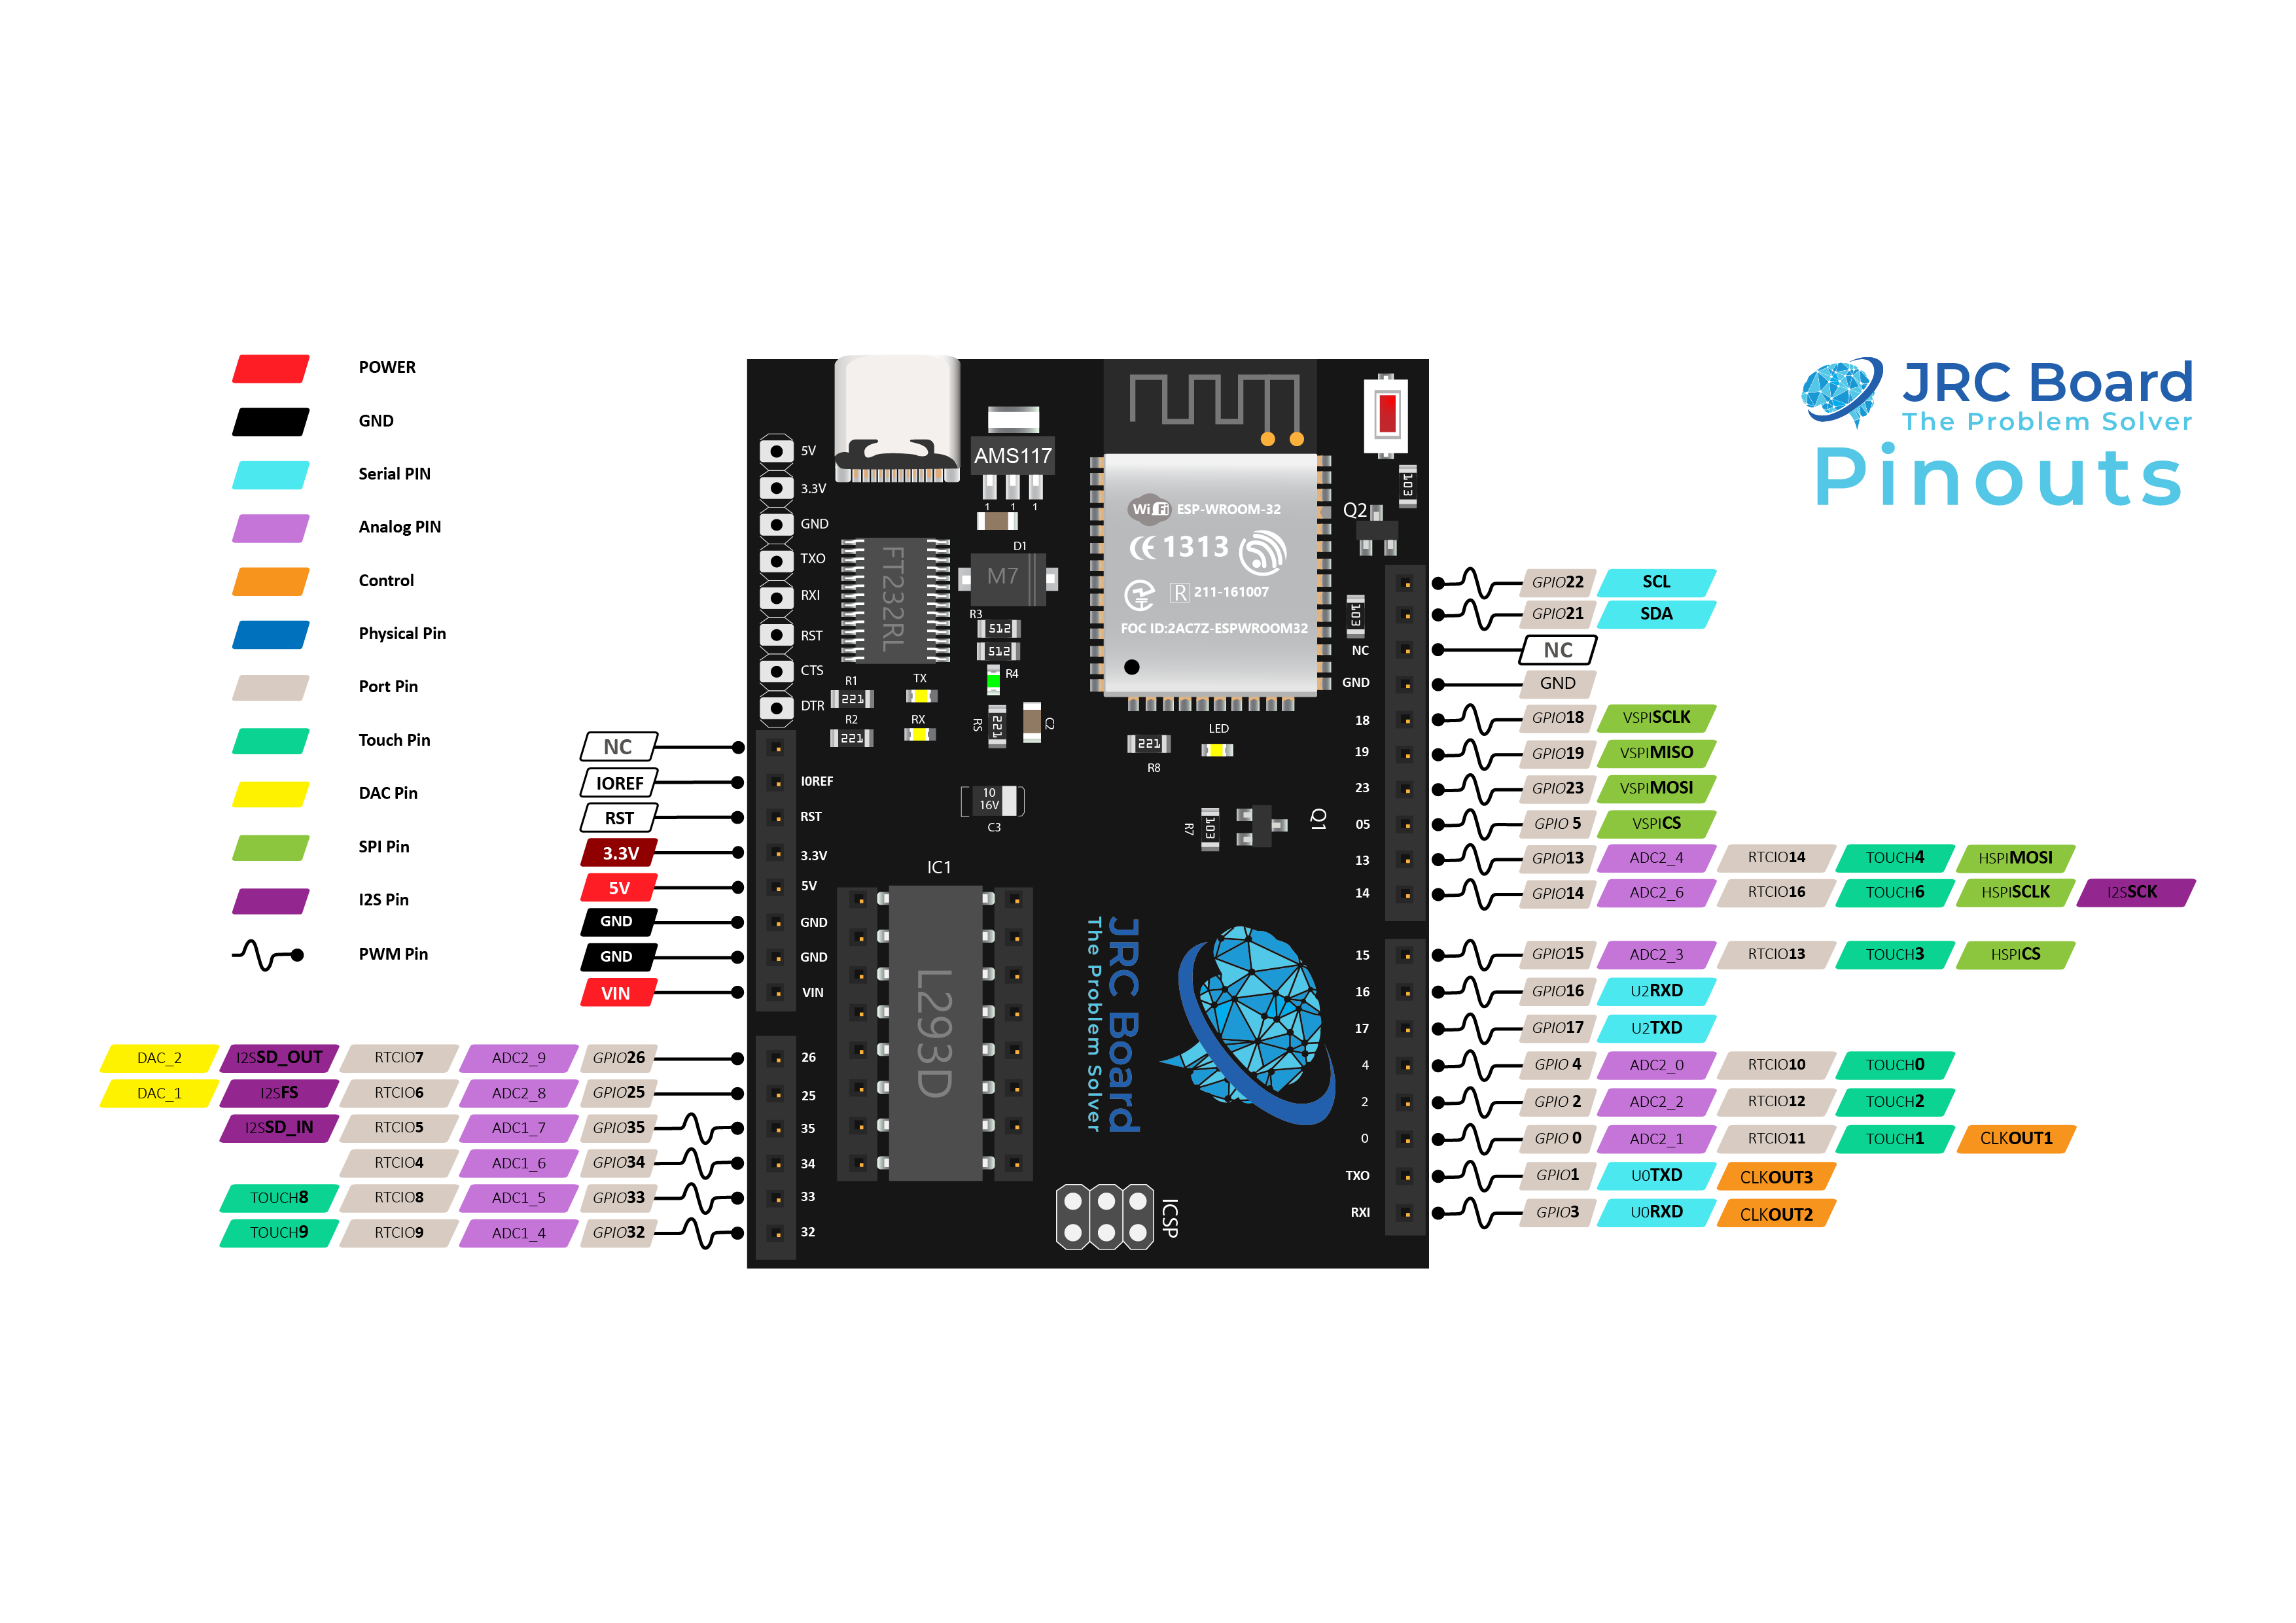 JRC Board
The Problem Solver
Pinouts
POWER
GND
Serial PIN
Analog PIN
Control
Physical Pin
Port Pin
Touch Pin
DAC Pin
SPI Pin
I2S Pin
PWM Pin
NC
IOREF
RST
3.3V
5V
GND
GND
VIN
DAC_2 I2SSD_OUT RTCIO7 ADC2_9 GPIO26
DAC_1 I2SFS RTCIO6 ADC2_8 GPIO25
I2SSD_IN RTCIO5 ADC1_7 GPIO35
RTCIO4 ADC1_6 GPIO34
TOUCH8 RTCIO8 ADC1_5 GPIO33
TOUCH9 RTCIO9 ADC1_4 GPIO32
5V
3.3V
GND
TXO
RXI
RST
CTS
DTR
I0REF
RST
3.3V
5V
GND
GND
VIN
26
25
35
34
33
32
AMS117
1 1 1
D1
M7
FT232RL
R3
512
512
R4
R1
221
TX
R2
221
RX
R5
221
C2
10
16V
C3
IC1
L293D
WiFi ESP-WROOM-32
CE 1313
R 211-161007
FOC ID:2AC7Z-ESPWROOM32
LED
221
R8
R7
103
Q1
Q2
103
103
JRC Board
The Problem Solver
ICSP
NC
GND
18
19
23
05
13
14
15
16
17
4
2
0
TXO
RXI
GPIO22 SCL
GPIO21 SDA
NC
GND
GPIO18 VSPISCLK
GPIO19 VSPIMISO
GPIO23 VSPIMOSI
GPIO 5 VSPICS
GPIO13 ADC2_4 RTCIO14 TOUCH4 HSPIMOSI
GPIO14 ADC2_6 RTCIO16 TOUCH6 HSPISCLK I2SSCK
GPIO15 ADC2_3 RTCIO13 TOUCH3 HSPICS
GPIO16 U2RXD
GPIO17 U2TXD
GPIO 4 ADC2_0 RTCIO10 TOUCH0
GPIO 2 ADC2_2 RTCIO12 TOUCH2
GPIO 0 ADC2_1 RTCIO11 TOUCH1 CLKOUT1
GPIO1 U0TXD CLKOUT3
GPIO3 U0RXD CLKOUT2